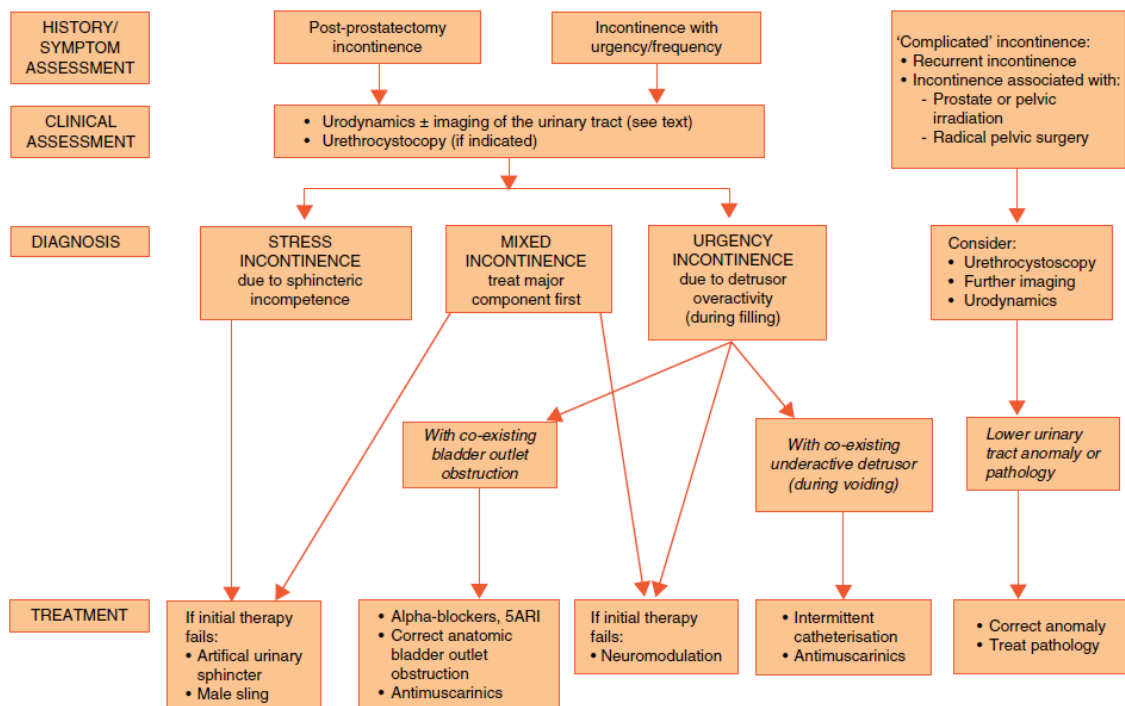 HISTORY/
SYMPTOM
ASSESSMENT
Post-prostatectomy
incontinence
Incontinence with
urgency/frequency
‘Complicated’ incontinence:
• Recurrent incontinence
• Incontinence associated with:
- Prostate or pelvic
irradiation
- Radical pelvic surgery
CLINICAL
ASSESSMENT
• Urodynamics ± imaging of the urinary tract (see text)
• Urethrocystocopy (if indicated)
DIAGNOSIS
STRESS
INCONTINENCE
due to sphincteric
incompetence
MIXED
INCONTINENCE
treat major
component first
URGENCY
INCONTINENCE
due to detrusor
overactivity
(during filling)
Consider:
• Urethrocystoscopy
• Further imaging
• Urodynamics
With co-existing
bladder outlet
obstruction
With co-existing
underactive detrusor
(during voiding)
Lower urinary
tract anomaly or
pathology
TREATMENT
If initial therapy
fails:
• Artifical urinary
sphincter
• Male sling
• Alpha-blockers, 5ARI
• Correct anatomic
bladder outlet
obstruction
• Antimuscarinics
If initial therapy
fails:
• Neuromodulation
• Intermittent
catheterisation
• Antimuscarinics
• Correct anomaly
• Treat pathology